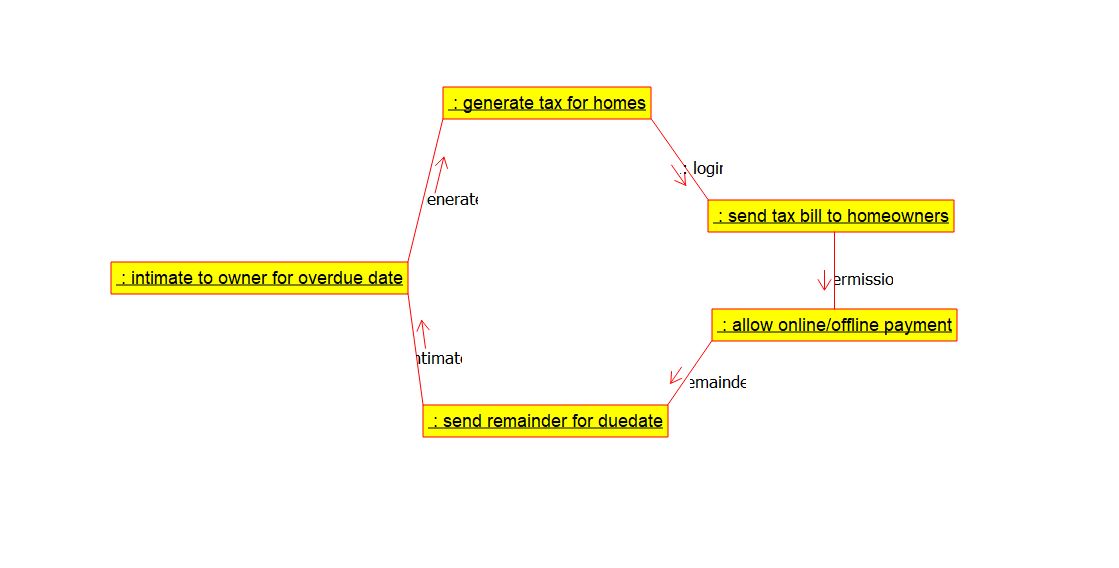 : generate tax for homes
: login
: send tax bill to homeowners
enerate
ermissio
: intimate to owner for overdue date
: allow online/offline payment
ntimate
emainde
: send remainder for duedate